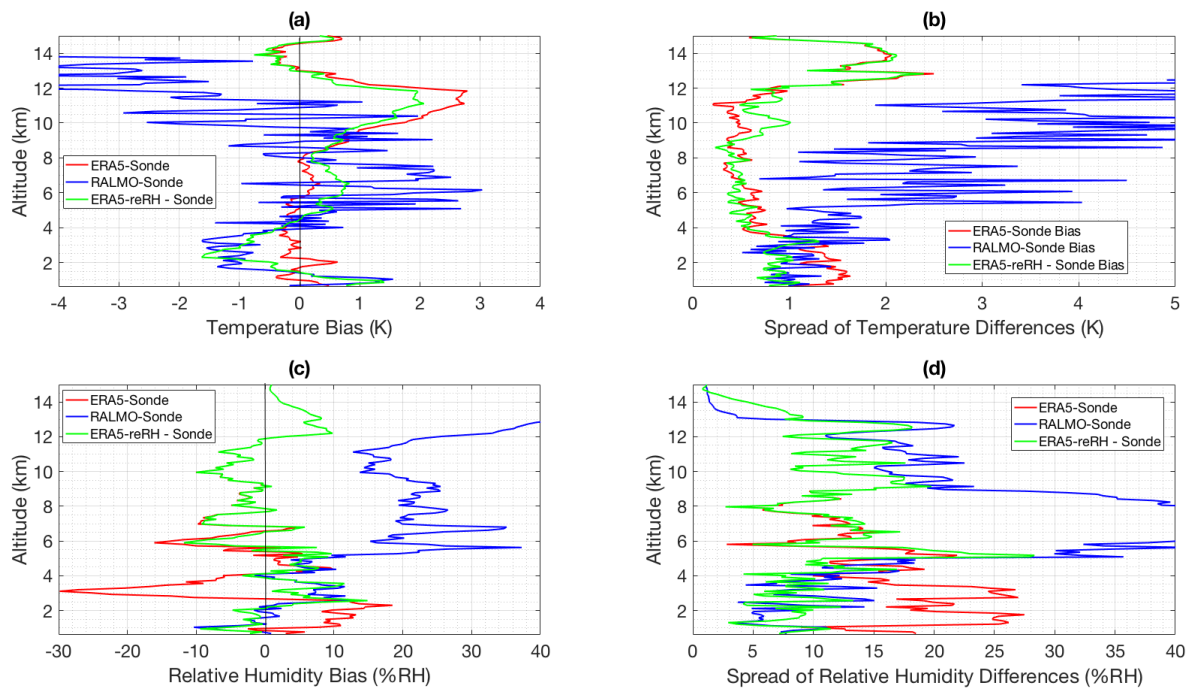 (a)
14
12
10
8
6
4
2
Altitude (km)
ERA5-Sonde
RALMO-Sonde
ERA5-reRH - Sonde
-4 -3 -2 -1 0 1 2 3 4
Temperature Bias (K)
(b)
14
12
10
8
6
4
2
Altitude (km)
ERA5-Sonde Bias
RALMO-Sonde Bias
ERA5-reRH - Sonde Bias
0 1 2 3 4 5
Spread of Temperature Differences (K)
(c)
14
12
10
8
6
4
2
Altitude (km)
ERA5-Sonde
RALMO-Sonde
ERA5-reRH - Sonde
-30 -20 -10 0 10 20 30 40
Relative Humidity Bias (%RH)
(d)
14
12
10
8
6
4
2
Altitude (km)
ERA5-Sonde
RALMO-Sonde
ERA5-reRH - Sonde
0 5 10 15 20 25 30 35 40
Spread of Relative Humidity Differences (%RH)